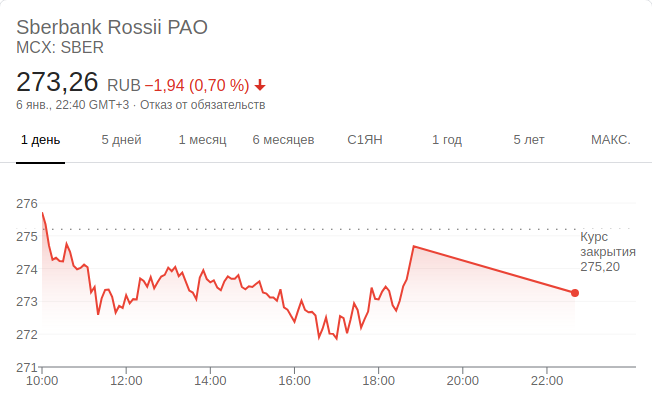 Sberbank Rossii PAO
MCX: SBER
273,26 RUB −1,94 (0,70 %)
6 янв., 22:40 GMT+3 · Отказ от обязательств
1 день 5 дней 1 месяц 6 месяцев С1ЯН 1 год 5 лет МАКС.
276
275
274
273
272
271
Курс
закрытия
275,20
10:00 12:00 14:00 16:00 18:00 20:00 22:00